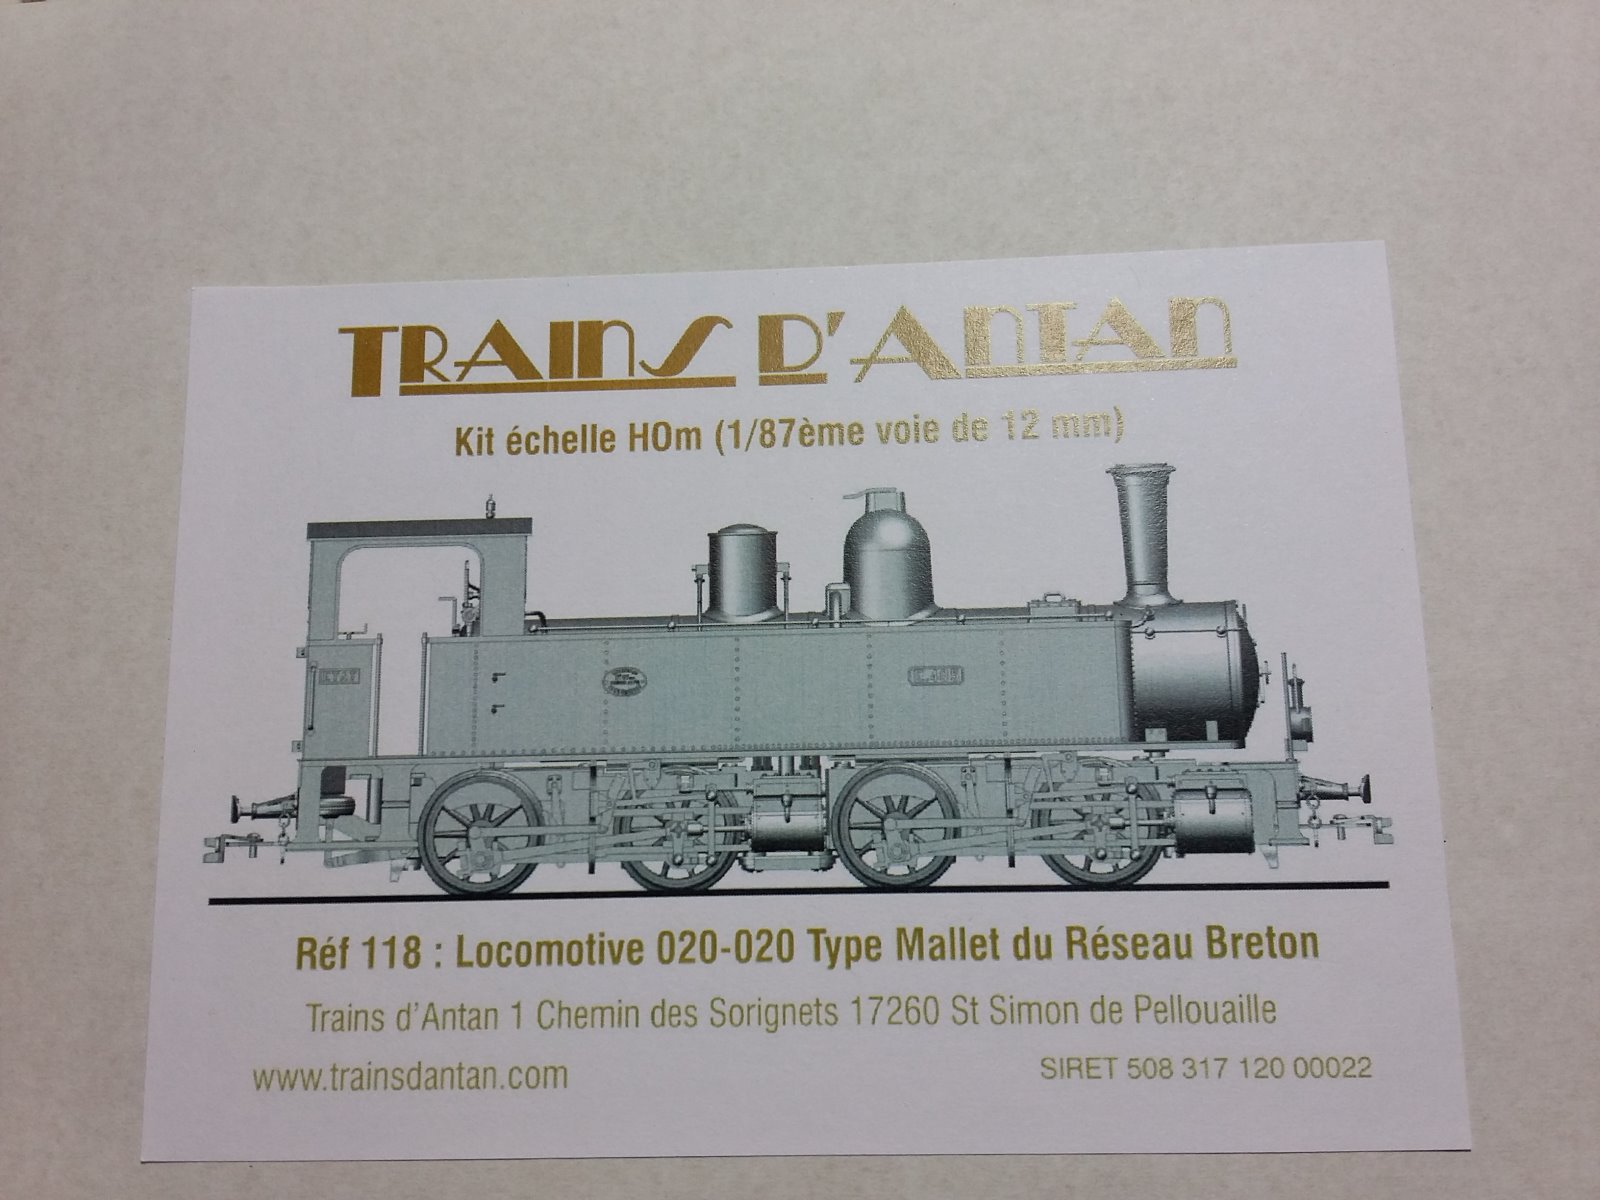 TRAINS D'ANTAN
Kit échelle HOm (1/87ème voie de 12 mm)
ETAT
Réf 118 : Locomotive 020-020 Type Mallet du Réseau Breton
Trains d'Antan 1 Chemin des Sorignets 17260 St Simon de Pellouaille
www.trainsdantan.com
SIRET 508 317 120 00022